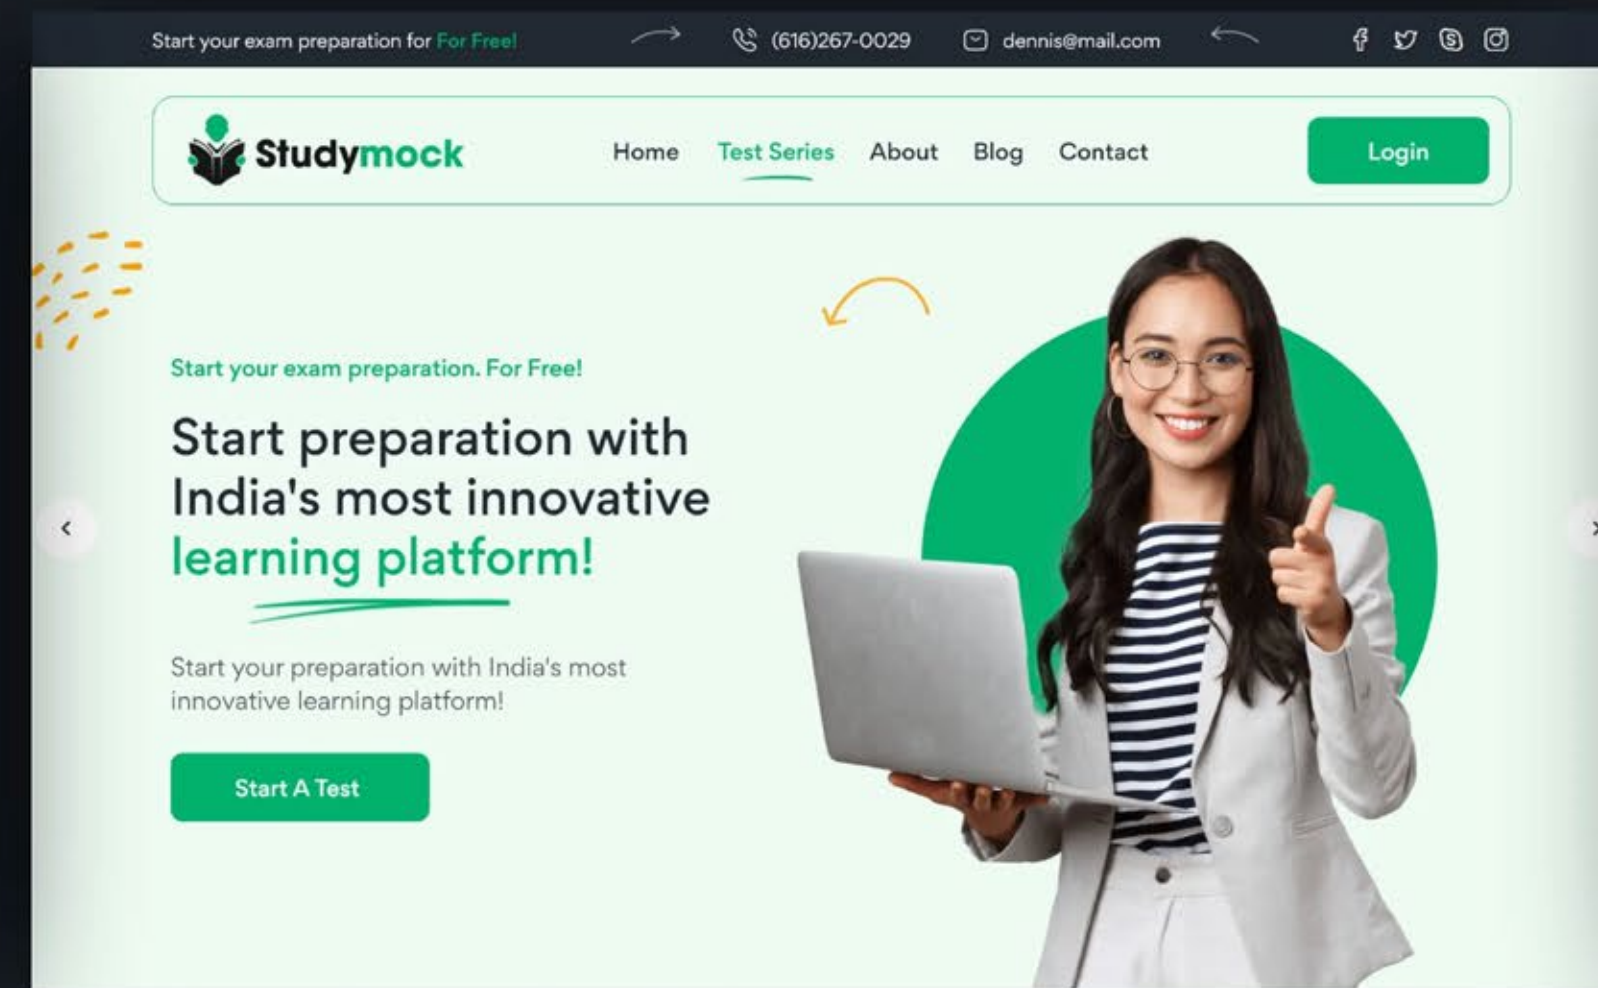 Start your exam preparation for For Free!
(616)267-0029
dennis@mail.com
Studymock
Home
Test Series
About
Blog
Contact
Login
Start your exam preparation. For Free!
Start preparation with
India's most innovative
learning platform!
Start your preparation with India's most
innovative learning platform!
Start A Test